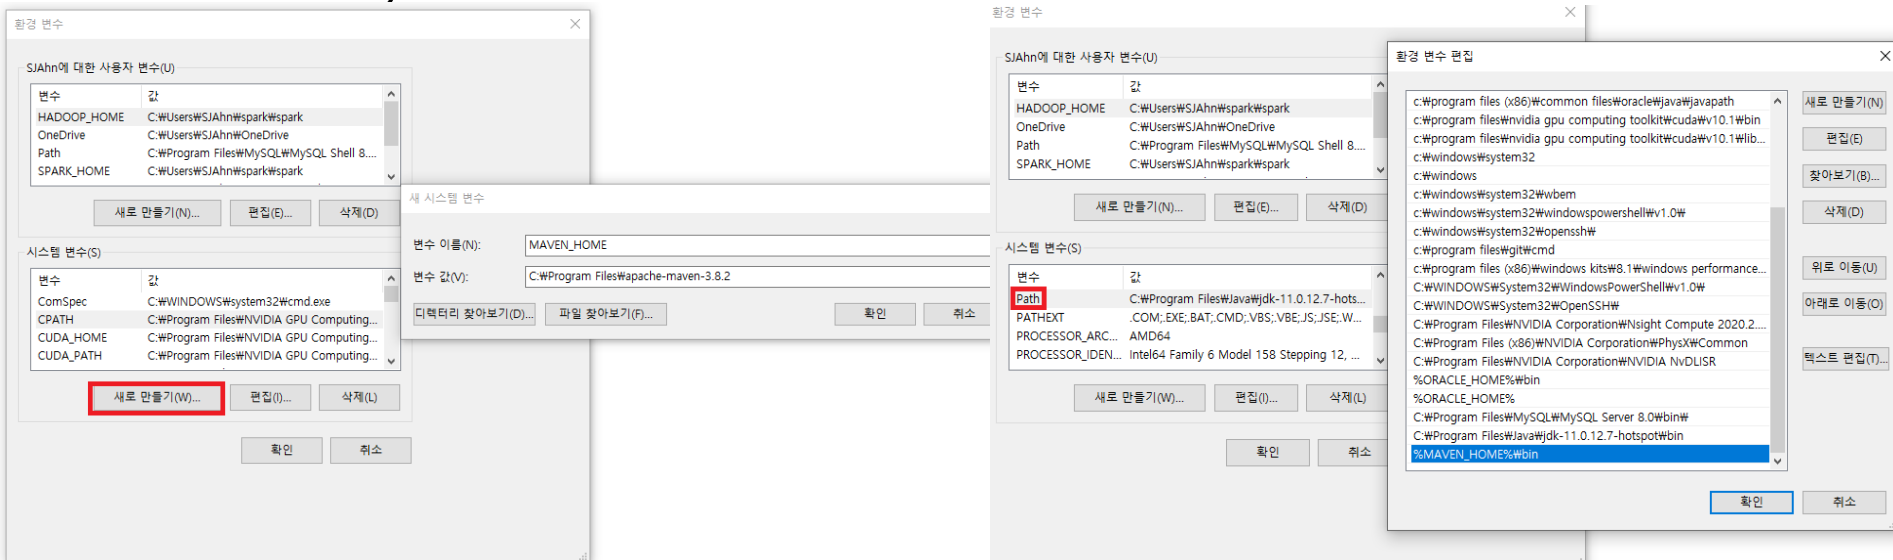 환경 변수
SJAhn에 대한 사용자 변수(U)
변수 값
HADOOP_HOME C:₩Users₩SJAhn₩spark₩spark
OneDrive C:₩Users₩SJAhn₩OneDrive
Path C:₩Program Files₩MySQL₩MySQL Shell 8....
SPARK_HOME C:₩Users₩SJAhn₩spark₩spark
새로 만들기(N)... 편집(E)... 삭제(D)
시스템 변수(S)
변수 값
ComSpec C:₩WINDOWS₩system32₩cmd.exe
CPATH C:₩Program Files₩NVIDIA GPU Computing...
CUDA_HOME C:₩Program Files₩NVIDIA GPU Computing...
CUDA_PATH C:₩Program Files₩NVIDIA GPU Computing...
새로 만들기(W)... 편집(I)... 삭제(L)
확인 취소
새 시스템 변수
변수 이름(N): MAVEN_HOME
변수 값(V): C:₩Program Files₩apache-maven-3.8.2
디렉터리 찾아보기(D)... 파일 찾아보기(F)... 확인 취소
환경 변수
SJAhn에 대한 사용자 변수(U)
변수 값
HADOOP_HOME C:₩Users₩SJAhn₩spark₩spark
OneDrive C:₩Users₩SJAhn₩OneDrive
Path C:₩Program Files₩MySQL₩MySQL Shell 8....
SPARK_HOME C:₩Users₩SJAhn₩spark₩spark
새로 만들기(N)... 편집(E)... 삭제(D)
시스템 변수(S)
변수 값
Path C:₩Program Files₩Java₩jdk-11.0.12.7-hots...
PATHEXT .COM;.EXE;.BAT;.CMD;.VBS;.VBE;.JS;.JSE;.W...
PROCESSOR_ARC... AMD64
PROCESSOR_IDEN... Intel64 Family 6 Model 158 Stepping 12, ...
새로 만들기(W)... 편집(I)... 삭제(L)
확인 취소
환경 변수 편집
c:₩program files (x86)₩common files₩oracle₩java₩javapath
c:₩program files₩nvidia gpu computing toolkit₩cuda₩v10.1₩bin
c:₩program files₩nvidia gpu computing toolkit₩cuda₩v10.1₩lib...
c:₩windows₩system32
c:₩windows
c:₩windows₩system32₩wbem
c:₩windows₩system32₩windowspowershell₩v1.0₩
c:₩windows₩system32₩openssh₩
c:₩program files₩git₩cmd
c:₩program files (x86)₩windows kits₩8.1₩windows performance...
C:₩WINDOWS₩System32₩WindowsPowerShell₩v1.0₩
C:₩WINDOWS₩System32₩OpenSSH₩
C:₩Program Files₩NVIDIA Corporation₩Nsight Compute 2020.2....
C:₩Program Files (x86)₩NVIDIA Corporation₩PhysX₩Common
C:₩Program Files₩NVIDIA Corporation₩NVIDIA NvDLISR
%ORACLE_HOME%₩bin
%ORACLE_HOME%
C:₩Program Files₩MySQL₩MySQL Server 8.0₩bin₩
C:₩Program Files₩Java₩jdk-11.0.12.7-hotspot₩bin
%MAVEN_HOME%₩bin
새로 만들기(N)
편집(E)
찾아보기(B)...
삭제(D)
위로 이동(U)
아래로 이동(O)
텍스트 편집(T)...
확인 취소